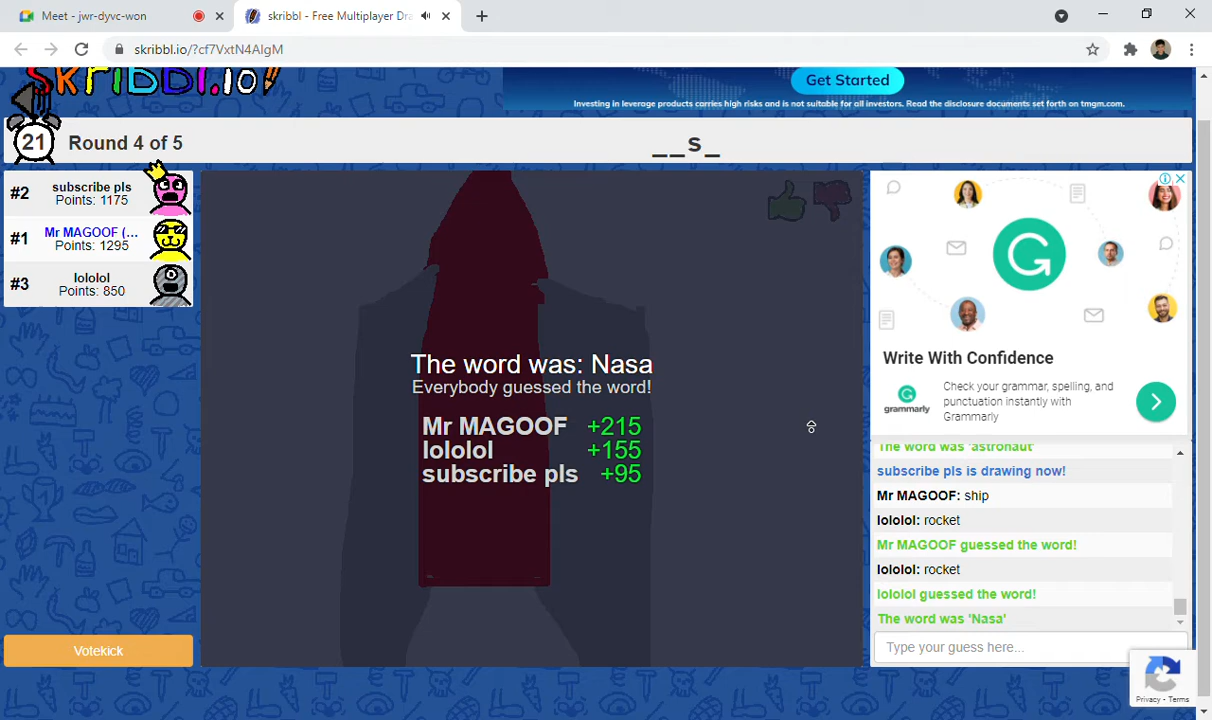 Meet - jwr-dyvc-won
skribbl - Free Multiplayer Dra
skribbl.io/?cf7VxtN4AIgM
skribbl.io!
Get Started
Investing in leverage products carries high risks and is not suitable for all investors. Read the disclosure documents set forth on tmgm.com.
21
Round 4 of 5
__s_
#2
subscribe pls
Points: 1175
#1
Mr MAGOOF (...
Points: 1295
#3
lololol
Points: 850
The word was: Nasa
Everybody guessed the word!
Mr MAGOOF +215
lololol +155
subscribe pls +95
Write With Confidence
grammarly
Check your grammar, spelling, and
punctuation instantly with
Grammarly
The word was 'astronaut'
subscribe pls is drawing now!
Mr MAGOOF: ship
lololol: rocket
Mr MAGOOF guessed the word!
lololol: rocket
lololol guessed the word!
The word was 'Nasa'
Type your guess here...
Votekick
Privacy - Terms